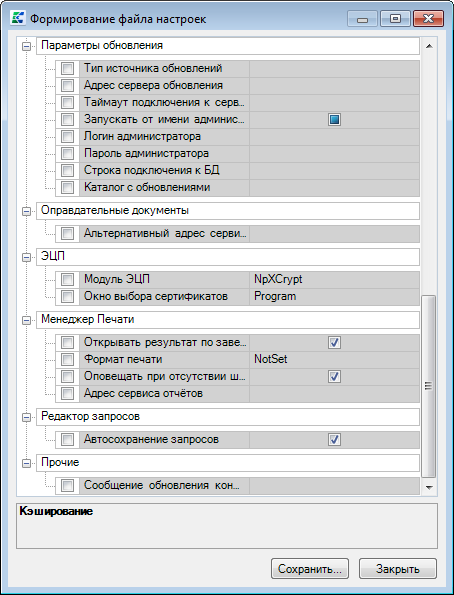 Формирование файла настроек
Параметры обновления
Тип источника обновлений
Адрес сервера обновления
Таймаут подключения к серв...
Запускать от имени админис...
Логин администратора
Пароль администратора
Строка подключения к БД
Каталог с обновлениями
Оправдательные документы
Альтернативный адрес серви...
ЭЦП
Модуль ЭЦП NpXCrypt
Окно выбора сертификатов Program
Менеджер Печати
Открывать результат по заве...
Формат печати NotSet
Оповещать при отсутствии ш...
Адрес сервиса отчётов
Редактор запросов
Автосохранение запросов
Прочие
Сообщение обновления кон...
Кэширование
Сохранить... Закрыть